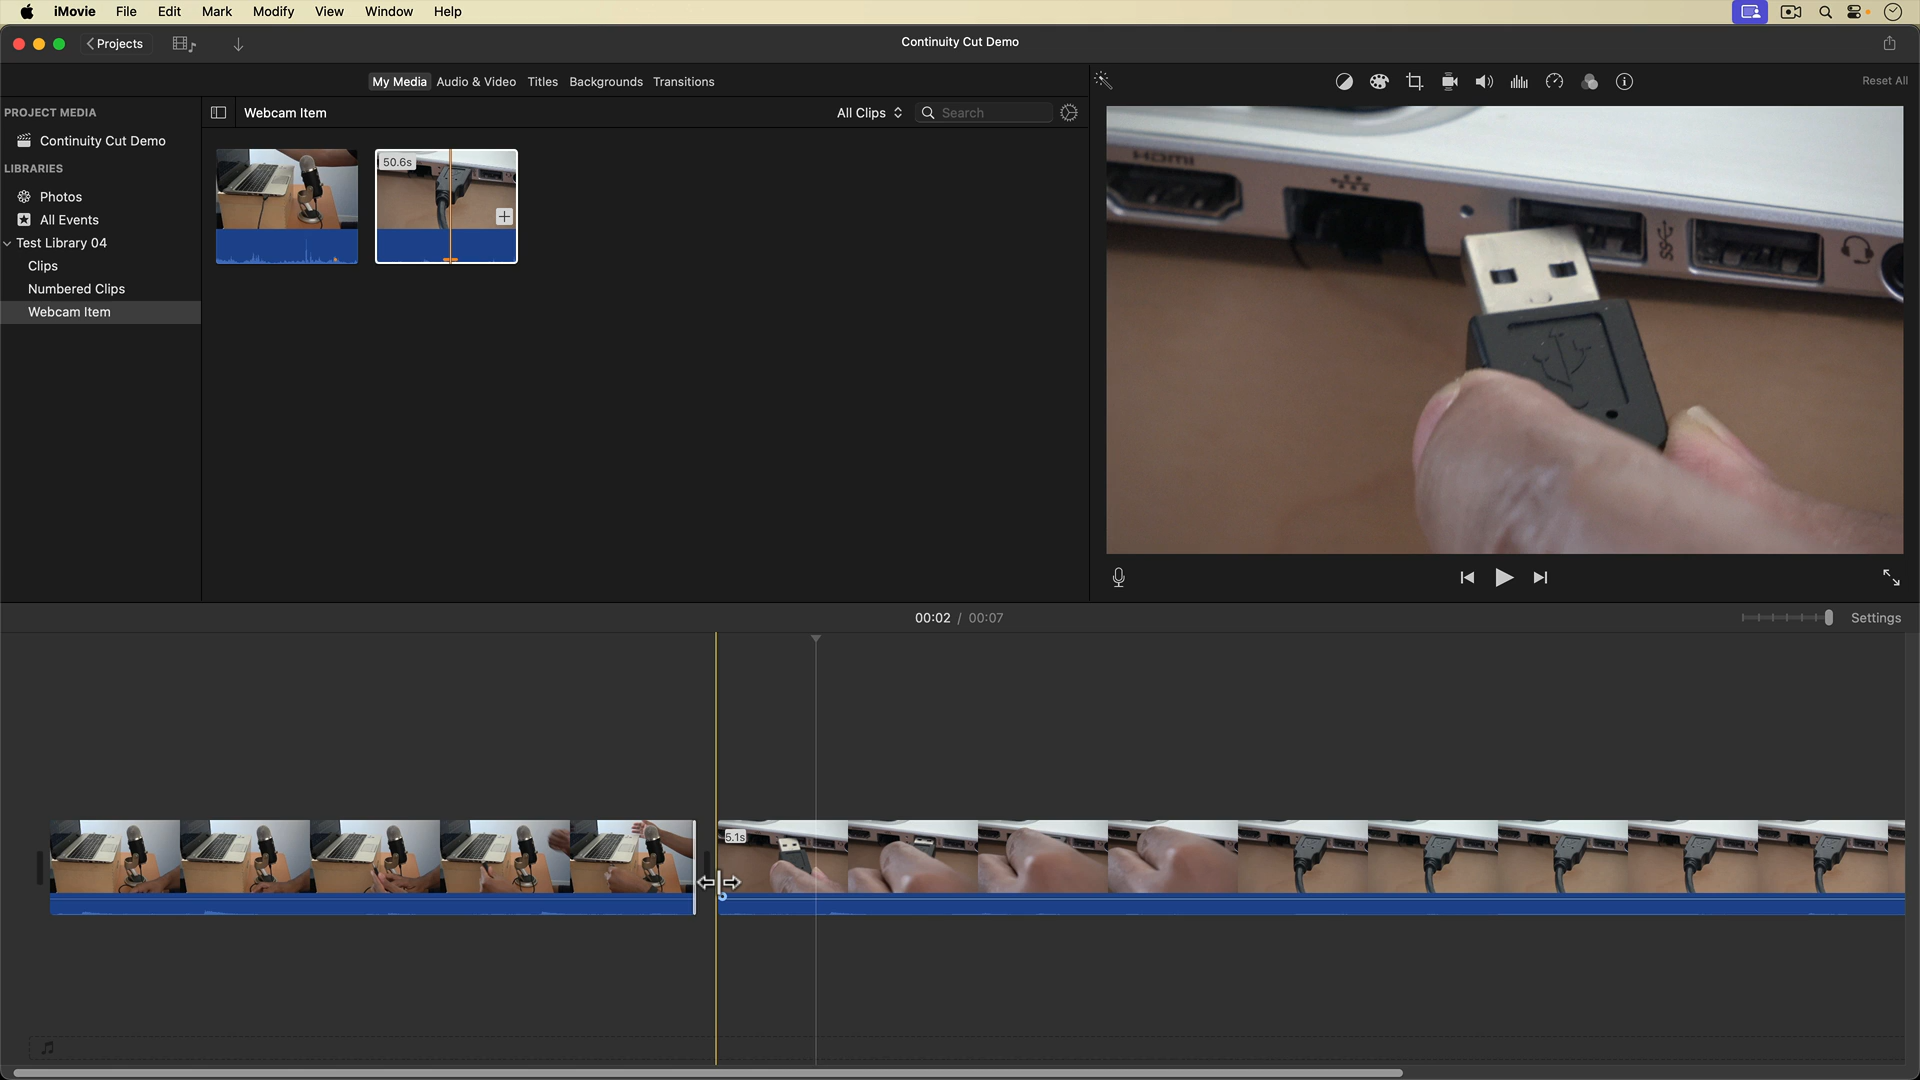 iMovie File Edit Mark Modify View Window Help
Projects
Continuity Cut Demo
My Media Audio & Video Titles Backgrounds Transitions
Reset All
PROJECT MEDIA
Continuity Cut Demo
LIBRARIES
Photos
All Events
Test Library 04
Clips
Numbered Clips
Webcam Item
Webcam Item
All Clips
Search
50.6s
HDMI
00:02 / 00:07
Settings
5.1s